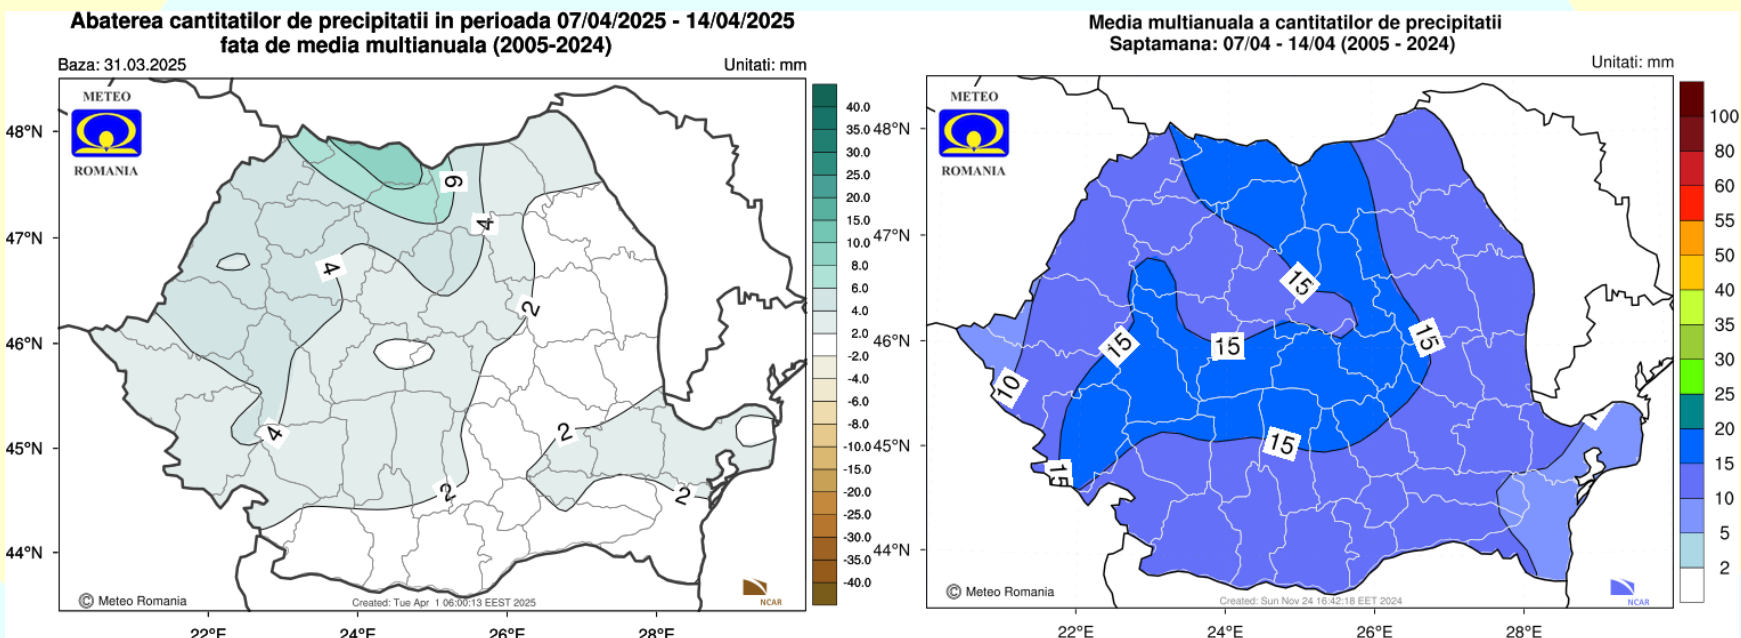 Abaterea cantitatilor de precipitatii in perioada 07/04/2025 - 14/04/2025
fata de media multianuala (2005-2024)
Baza: 31.03.2025
Unitati: mm
METEO
ROMANIA
48°N
47°N
46°N
45°N
44°N
6
4
4
2
4
2
2
2
40.0
35.0
30.0
25.0
20.0
15.0
10.0
8.0
6.0
4.0
2.0
-2.0
-4.0
-6.0
-8.0
-10.0
-15.0
-20.0
-25.0
-30.0
-35.0
-40.0
© Meteo Romania
Created: Tue Apr 1 06:00:13 EEST 2025
NCAR
22°E
24°E
26°E
28°E
Media multianuala a cantitatilor de precipitatii
Saptamana: 07/04 - 14/04 (2005 - 2024)
Unitati: mm
METEO
ROMANIA
48°N
47°N
46°N
45°N
44°N
15
15
15
15
10
15
15
100
80
60
55
50
40
35
30
25
20
15
10
5
2
© Meteo Romania
Created: Sun Nov 24 16:42:18 EET 2024
NCAR
22°E
24°E
26°E
28°E